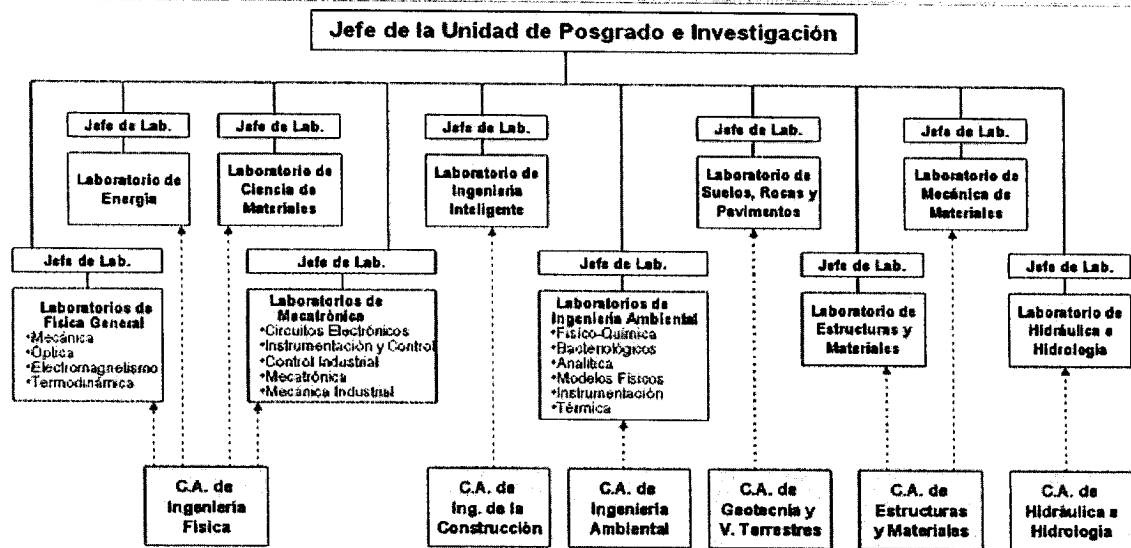 Jefe de la Unidad de Posgrado e Investigación
Jefe de Lab.
Jefe de Lab.
Jefe de Lab.
Jefe de Lab.
Jefe de Lab.
Laboratorio de
Energía
Laboratorio de
Ciencia de
Materiales
Laboratorio de
Ingeniería
Inteligente
Laboratorio de
Suelos, Rocas y
Pavimentos
Laboratorio de
Mecánica de
Materiales
Jefe de Lab.
Jefe de Lab.
Jefe de Lab.
Jefe de Lab.
Jefe de Lab.
Laboratorios de
Física General
•Mecánica
•Óptica
•Electromagnelismo
•Termodinámica
Laboratorios de
Mecatrónica
•Circuitos Electrónicos
•Instrumentación y Control
•Control Industrial
•Mecatrónica
•Mecánica Industrial
Laboratorios de
Ingeniería Ambiental
•Físico-Química
•Bacteriológicos
•Analítica
•Modelos Físicos
•Instrumentación
•Térmica
Laboratorio de
Estructuras y
Materiales
Laboratorio de
Hidráulica e
Hidrología
C.A. de
Ingeniería
Física
C.A. de
Ing. de la
Construcción
C.A. de
Ingeniería
Ambiental
C.A. de
Geotecnia y
V. Terrestres
C.A. de
Estructuras
y Materiales
C.A. de
Hidráulica e
Hidrología